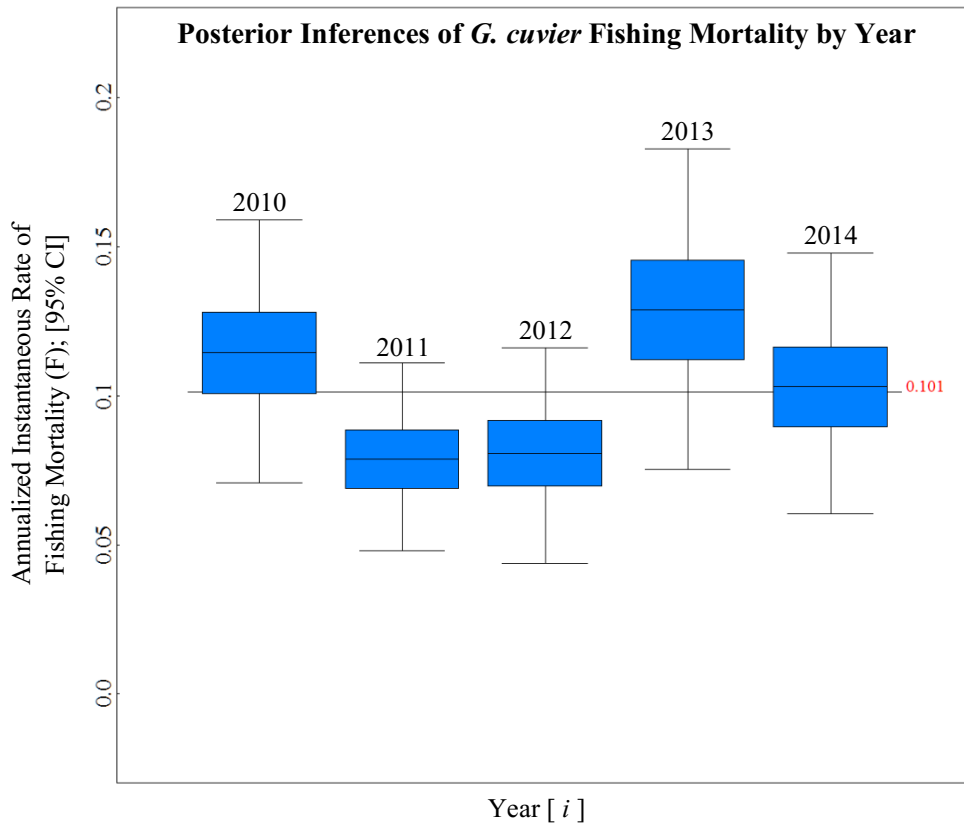 Posterior Inferences of G. cuvier Fishing Mortality by Year
Annualized Instantaneous Rate of
Fishing Mortality (F); [95% CI]
0.2
0.15
0.1
0.05
0.0
2010
2011
2012
2013
2014
0.101
Year [ i ]